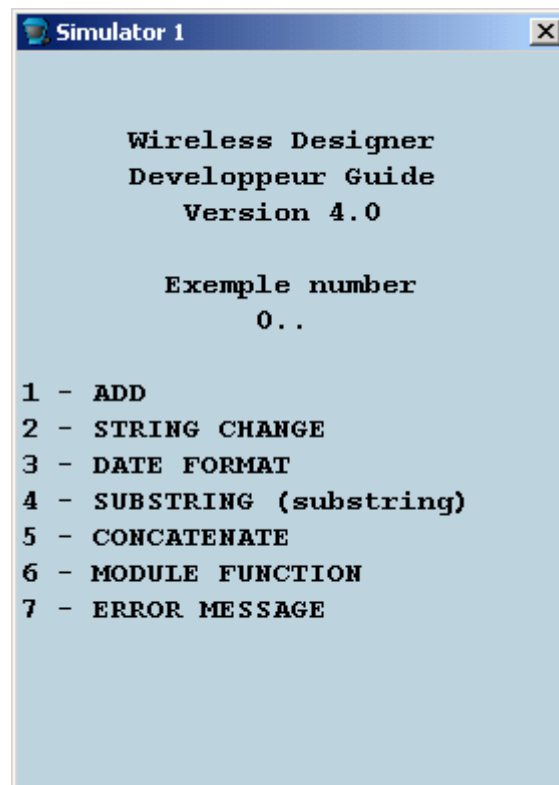 Simulator 1
Wireless Designer
Developpeur Guide
Version 4.0
Exemple number
0..
1 - ADD
2 - STRING CHANGE
3 - DATE FORMAT
4 - SUBSTRING (substring)
5 - CONCATENATE
6 - MODULE FUNCTION
7 - ERROR MESSAGE